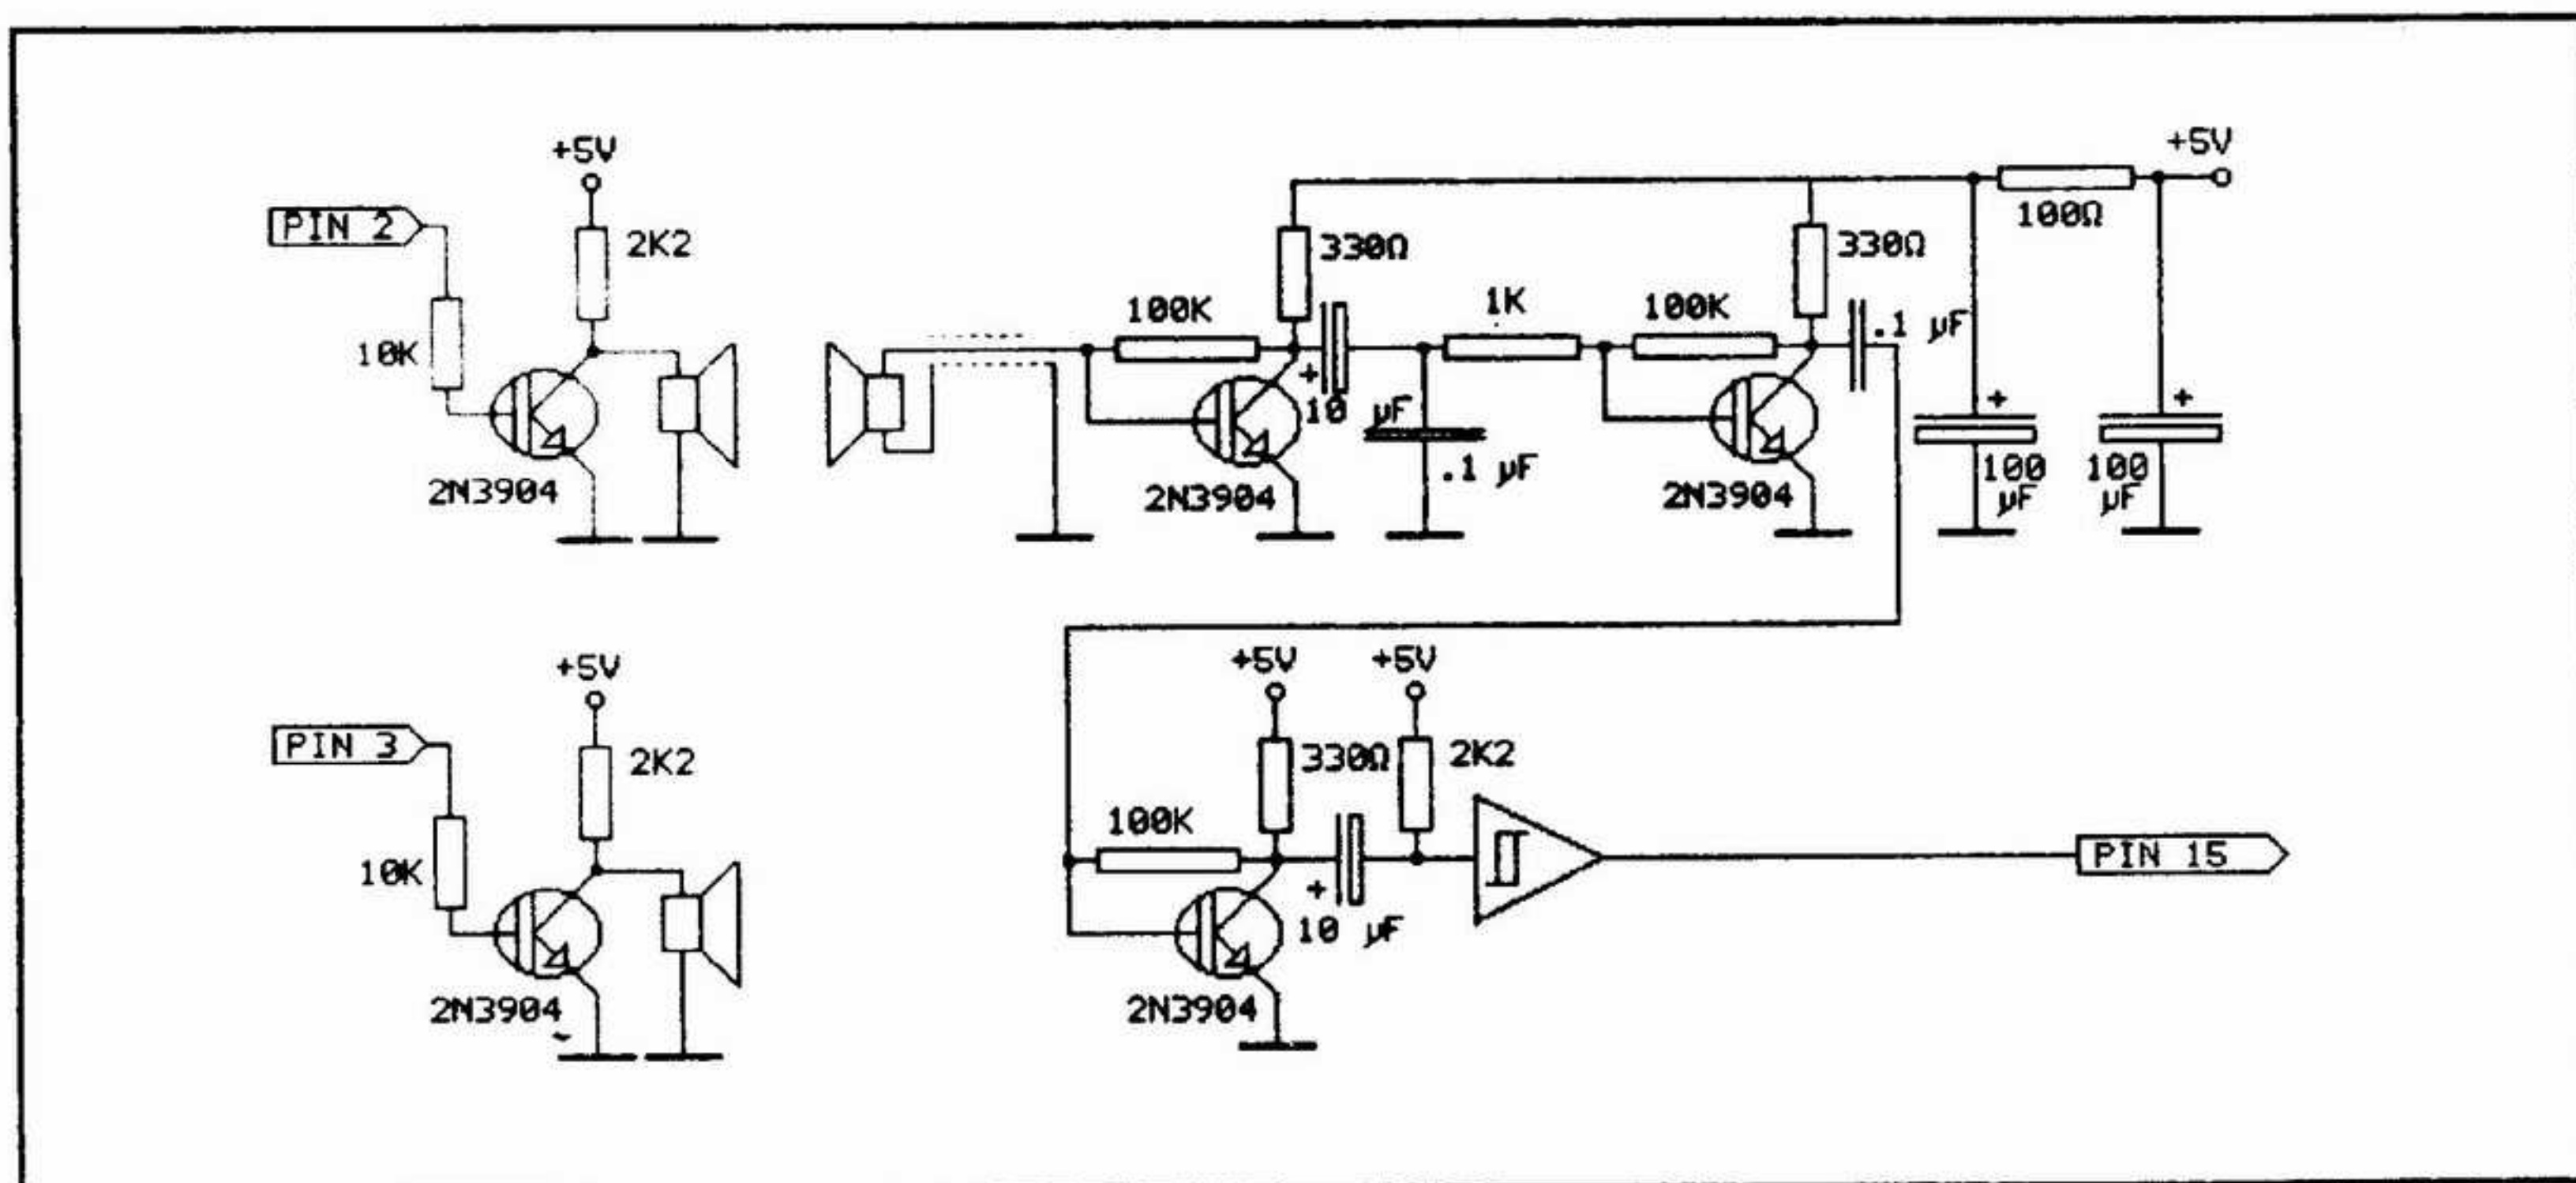 +5V
PIN 2
2K2
10K
2N3904
+5V
100Ω
330Ω
330Ω
100K
1K
100K
.1 µF
+
10 µF
.1 µF
2N3904
2N3904
+
100 µF
+
100 µF
+5V
PIN 3
2K2
10K
2N3904
+5V
+5V
330Ω
2K2
100K
+
10 µF
2N3904
PIN 15